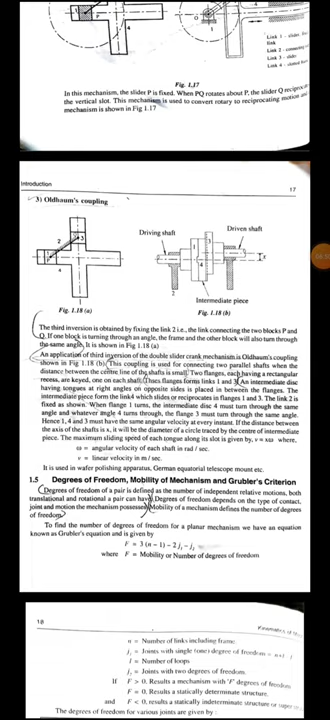 P
4
O
1
Link 1 - slider, fixed
link
Link 2 - connecting
Link 3 - slider
Link 4 - slotted
Fig. 1.17
In this mechanism, the slider P is fixed. When PQ rotates about P, the slider Q reciprocates
the vertical slot. This mechanism is used to convert rotary to reciprocating motion and
mechanism is shown in Fig 1.17
Introduction
17
3) Oldhaum's coupling
Driving shaft
Driven shaft
2
3
1
4
1
3
4
2
x
Intermediate piece
Fig. 1.18 (a)
Fig. 1.18 (b)
The third inversion is obtained by fixing the link 2 i.e., the link connecting the two blocks P and
Q. If one block is turning through an angle, the frame and the other block will also turn through
the same angle. It is shown in Fig 1.18 (a)
An application of third inversion of the double slider crank mechanism is Oldhaum's coupling
shown in Fig 1.18 (b) This coupling is used for connecting two parallel shafts when the
distance between the centre line of the shafts is small. Two flanges, each having a rectangular
recess, are keyed, one on each shaft. Thses flanges forms links 1 and 3. An intermediate disc
having tongues at right angles on opposite sides is placed in between the flanges. The
intermediate piece form the link4 which slides or reciprocates in flanges 1 and 3. The link 2 is
fixed as shown. When flange 1 turns, the intermediate disc 4 must turn through the same
angle and whatever angle 4 turns through, the flange 3 must turn through the same angle.
Hence 1, 4 and 3 must have the same angular velocity at every instant. If the distance between
the axis of the shafts is x, it will be the diameter of a circle traced by the centre of intermediate
piece. The maximum sliding speed of each tongue along its slot is given by, v = xω where,
ω = angular velocity of each shaft in rad / sec.
v = linear velocity in m / sec.
It is used in wafer polishing apparatus, German equatorial telescope mount etc.
1.5 Degrees of Freedom, Mobility of Mechanism and Grubler's Criterion
Degrees of freedom of a pair is defined as the number of independent relative motions, both
translational and rotational a pair can have. Degrees of freedom depends on the type of contact,
joint and motion the mechanism possesses. Mobility of a mechanism defines the number of degrees
of freedom.
To find the number of degrees of freedom for a planar mechanism we have an equation
known as Grubler's equation and is given by
F = 3 (n − 1) − 2 j₁ − j₂
where F = Mobility or Number of degrees of freedom
18
Kinematics of
n = Number of links including frame
j₁ = Joints with single (one) degree of freedom
l = Number of loops
j₂ = Joints with two degrees of freedom
If F > 0, Results a mechanism with 'F' degrees of freedom
F = 0, Results a statically determinate structure.
and F < 0, results a statically indeterminate structure or super
The degrees of freedom for various joints are given by :